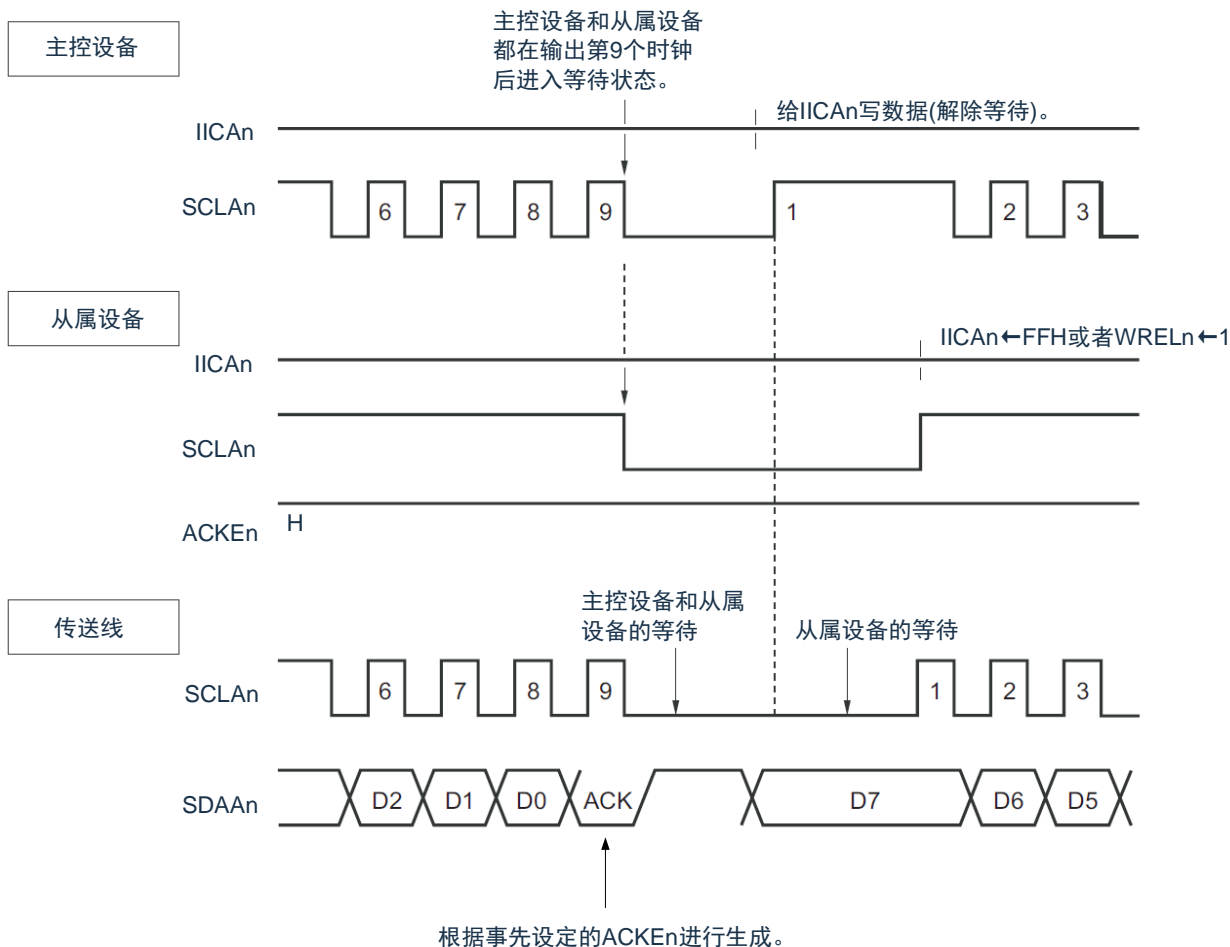 主控设备和从属设备
都在输出第9个时钟
后进入等待状态。
主控设备
给IICAn写数据(解除等待)。
IICAn
SCLAn
6 7 8 9 1 2 3
从属设备
IICAn←FFH或者WRELn←1
IICAn
SCLAn
ACKEn H
传送线
主控设备和从属
设备的等待
从属设备的等待
SCLAn
6 7 8 9 1 2 3
SDAAn D2 D1 D0 ACK D7 D6 D5
根据事先设定的ACKEn进行生成。